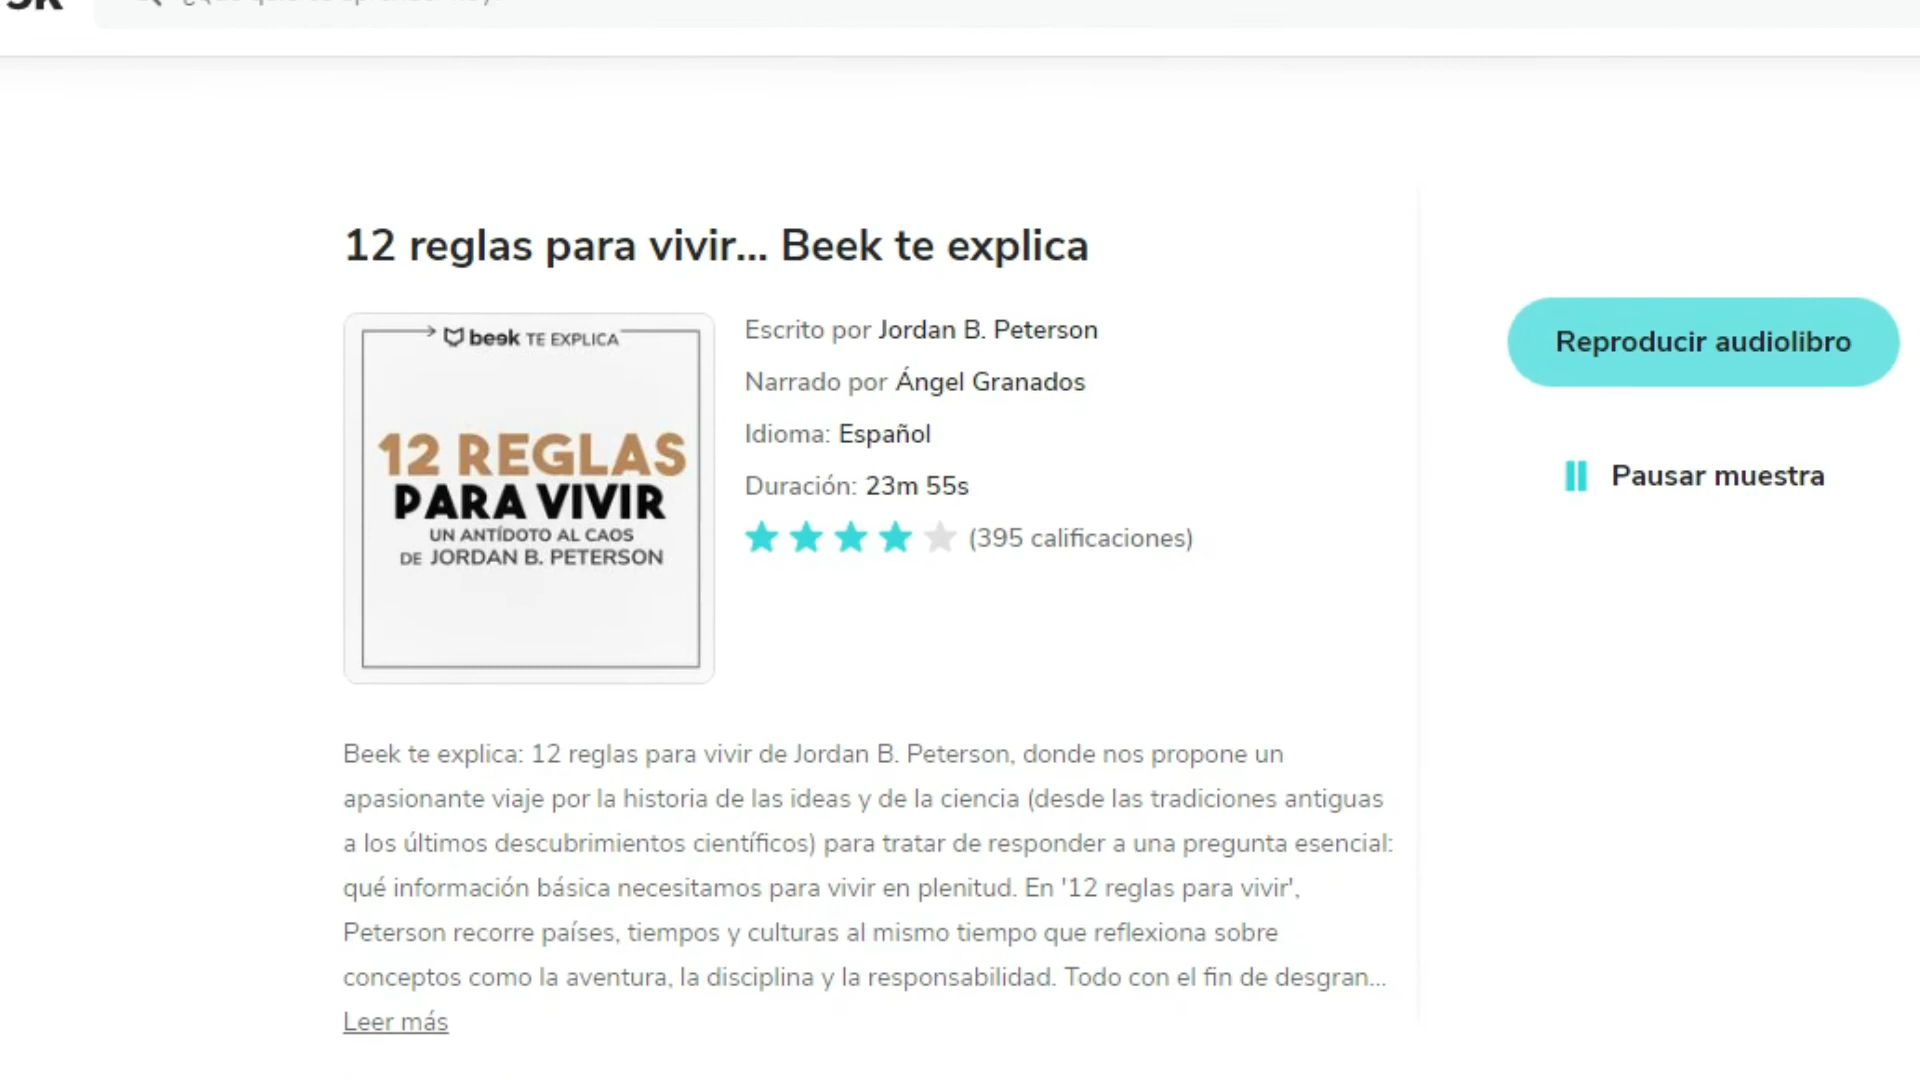 12 reglas para vivir... Beek te explica
beek TE EXPLICA
12 REGLAS
PARA VIVIR
UN ANTÍDOTO AL CAOS
DE JORDAN B. PETERSON
Escrito por Jordan B. Peterson
Narrado por Ángel Granados
Idioma: Español
Duración: 23m 55s
(395 calificaciones)
Reproducir audiolibro
Pausar muestra
Beek te explica: 12 reglas para vivir de Jordan B. Peterson, donde nos propone un
apasionante viaje por la historia de las ideas y de la ciencia (desde las tradiciones antiguas
a los últimos descubrimientos científicos) para tratar de responder a una pregunta esencial:
qué información básica necesitamos para vivir en plenitud. En '12 reglas para vivir',
Peterson recorre países, tiempos y culturas al mismo tiempo que reflexiona sobre
conceptos como la aventura, la disciplina y la responsabilidad. Todo con el fin de desgran...
Leer más